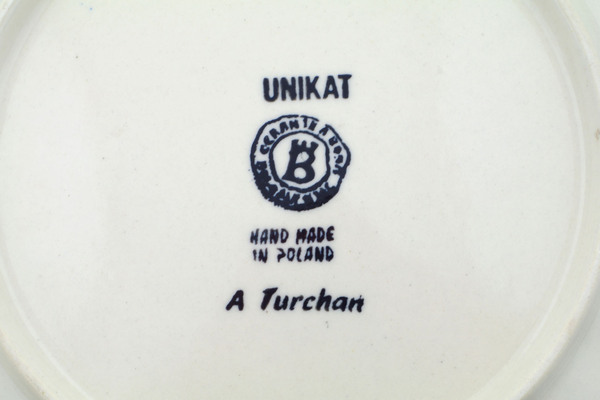 UNIKAT
B
HAND MADE
IN POLAND
A Turchan